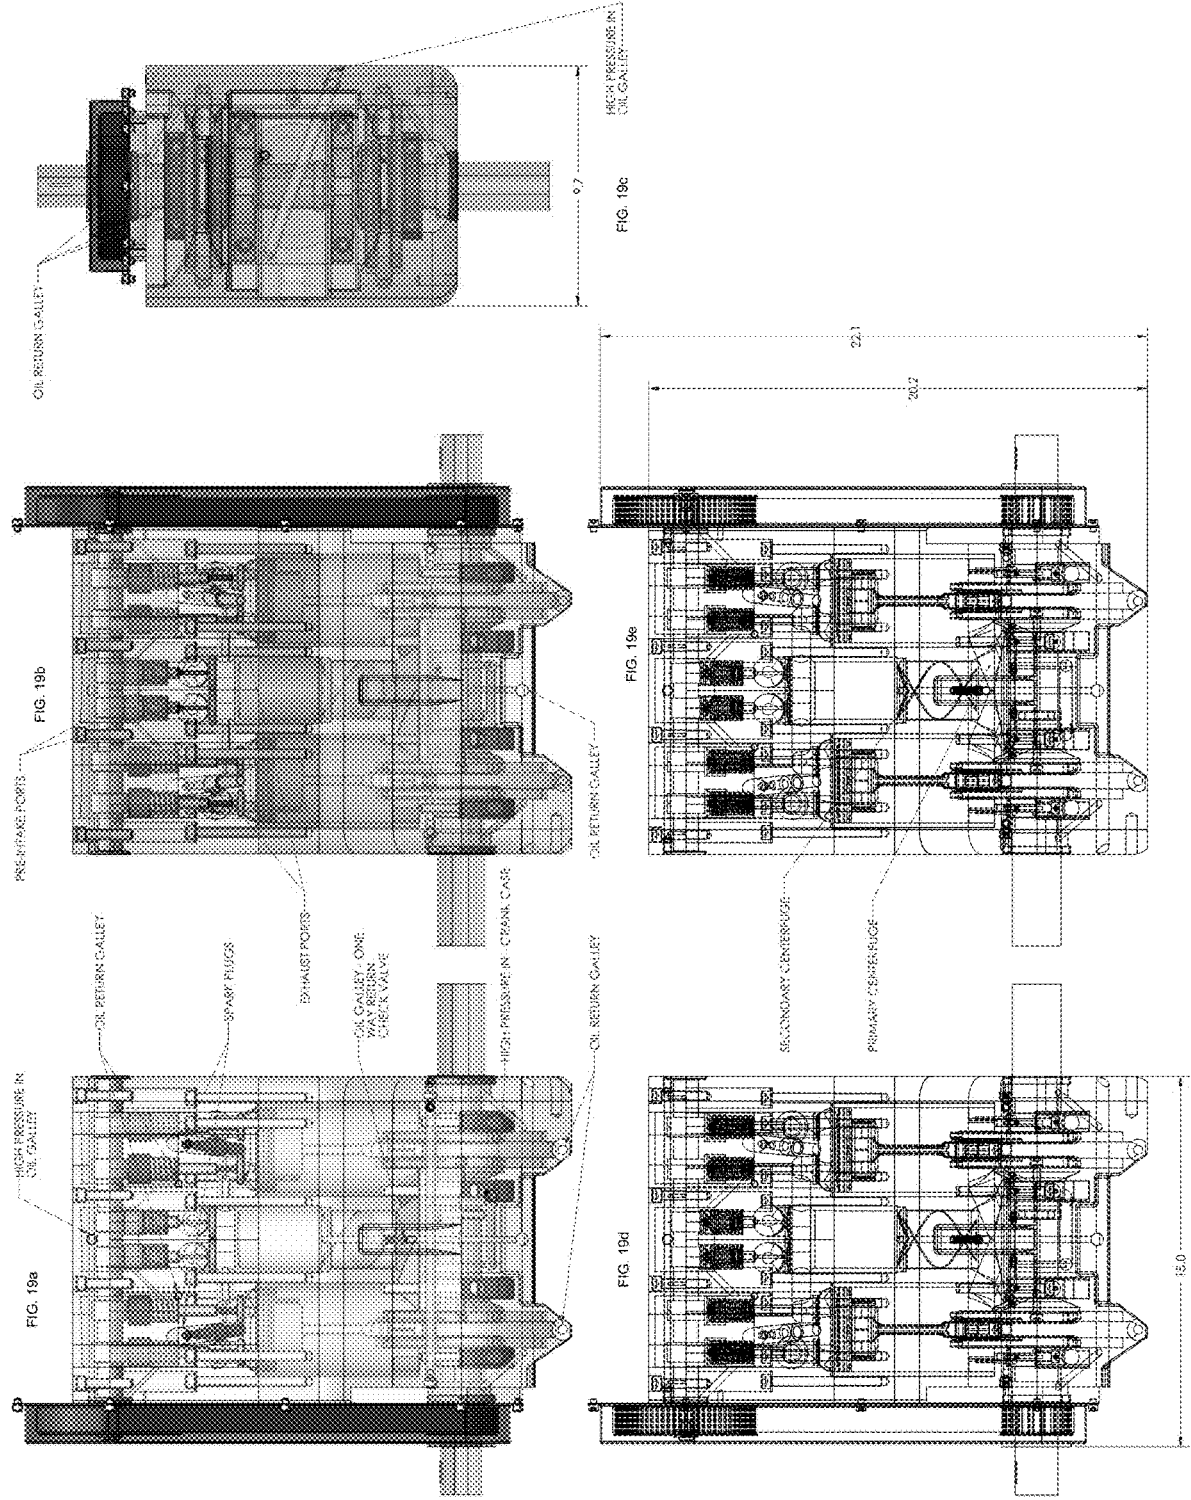 HIGH PRESSURE IN
OIL GALLEY
OIL RETURN GALLEY
SPARK PLUGS
EXHAUST PORTS
OIL GALLEY - ONE
WAY RETURN
CHECK VALVE
HIGH PRESSURE IN - CRANK CASE
OIL RETURN GALLEY
FIG. 19a
PRE-INTAKE PORTS
FIG. 19b
OIL RETURN GALLEY
OIL RETURN GALLEY
HIGH PRESSURE IN
OIL GALLEY
9.7
FIG. 19c
FIG. 19d
SECONDARY CENTERFUGE
PRIMARY CENTERFUGE
FIG. 19e
20.2
22.1